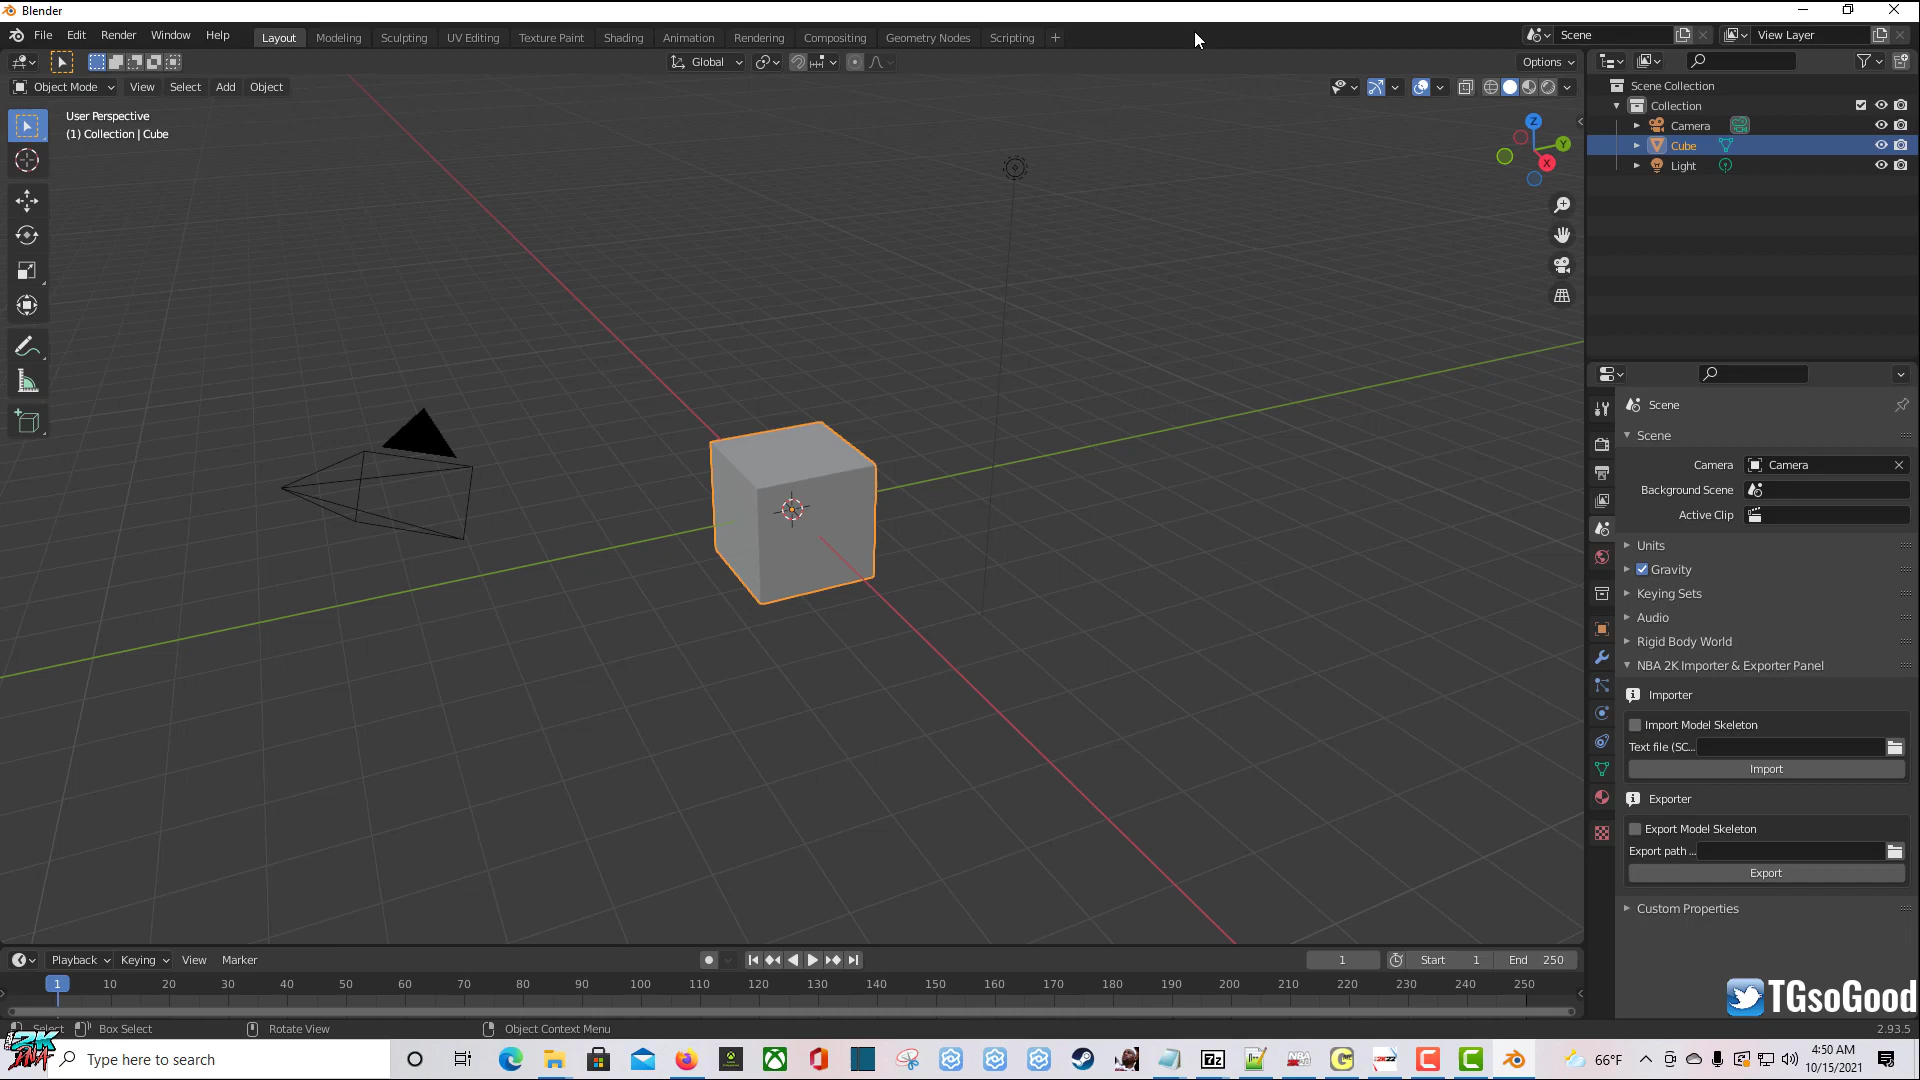 Blender
File Edit Render Window Help
Layout Modeling Sculpting UV Editing Texture Paint Shading Animation Rendering Compositing Geometry Nodes Scripting +
Scene
View Layer
Global
Options
Object Mode View Select Add Object
User Perspective
(1) Collection | Cube
Z
Y
X
Scene Collection
Collection
Camera
Cube
Light
Scene
Scene
Camera Camera
Background Scene
Active Clip
Units
Gravity
Keying Sets
Audio
Rigid Body World
NBA 2K Importer & Exporter Panel
Importer
Import Model Skeleton
Text file (SC...
Import
Exporter
Export Model Skeleton
Export path ...
Export
Custom Properties
Playback Keying View Marker
1 Start 1 End 250
1 10 20 30 40 50 60 70 80 90 100 110 120 130 140 150 160 170 180 190 200 210 220 230 240 250
TGsoGood
Select Box Select Rotate View Object Context Menu 2.93.5
2K
Type here to search
7z
66°F
4:50 AM
10/15/2021